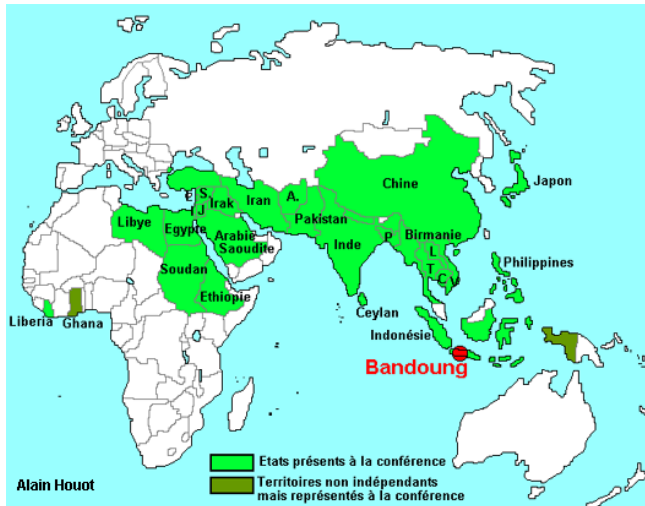 Chine
Japon
S.
Irak
Iran
A.
J
Pakistan
Libye
Egypte
Arabie
Saoudite
Inde
P
Birmanie
L
T
C
V
Philippines
Soudan
Ethiopie
Ceylan
Liberia
Ghana
Indonésie
Bandoung
Etats présents à la conférence
Territoires non indépendants
mais représentés à la conférence
Alain Houot